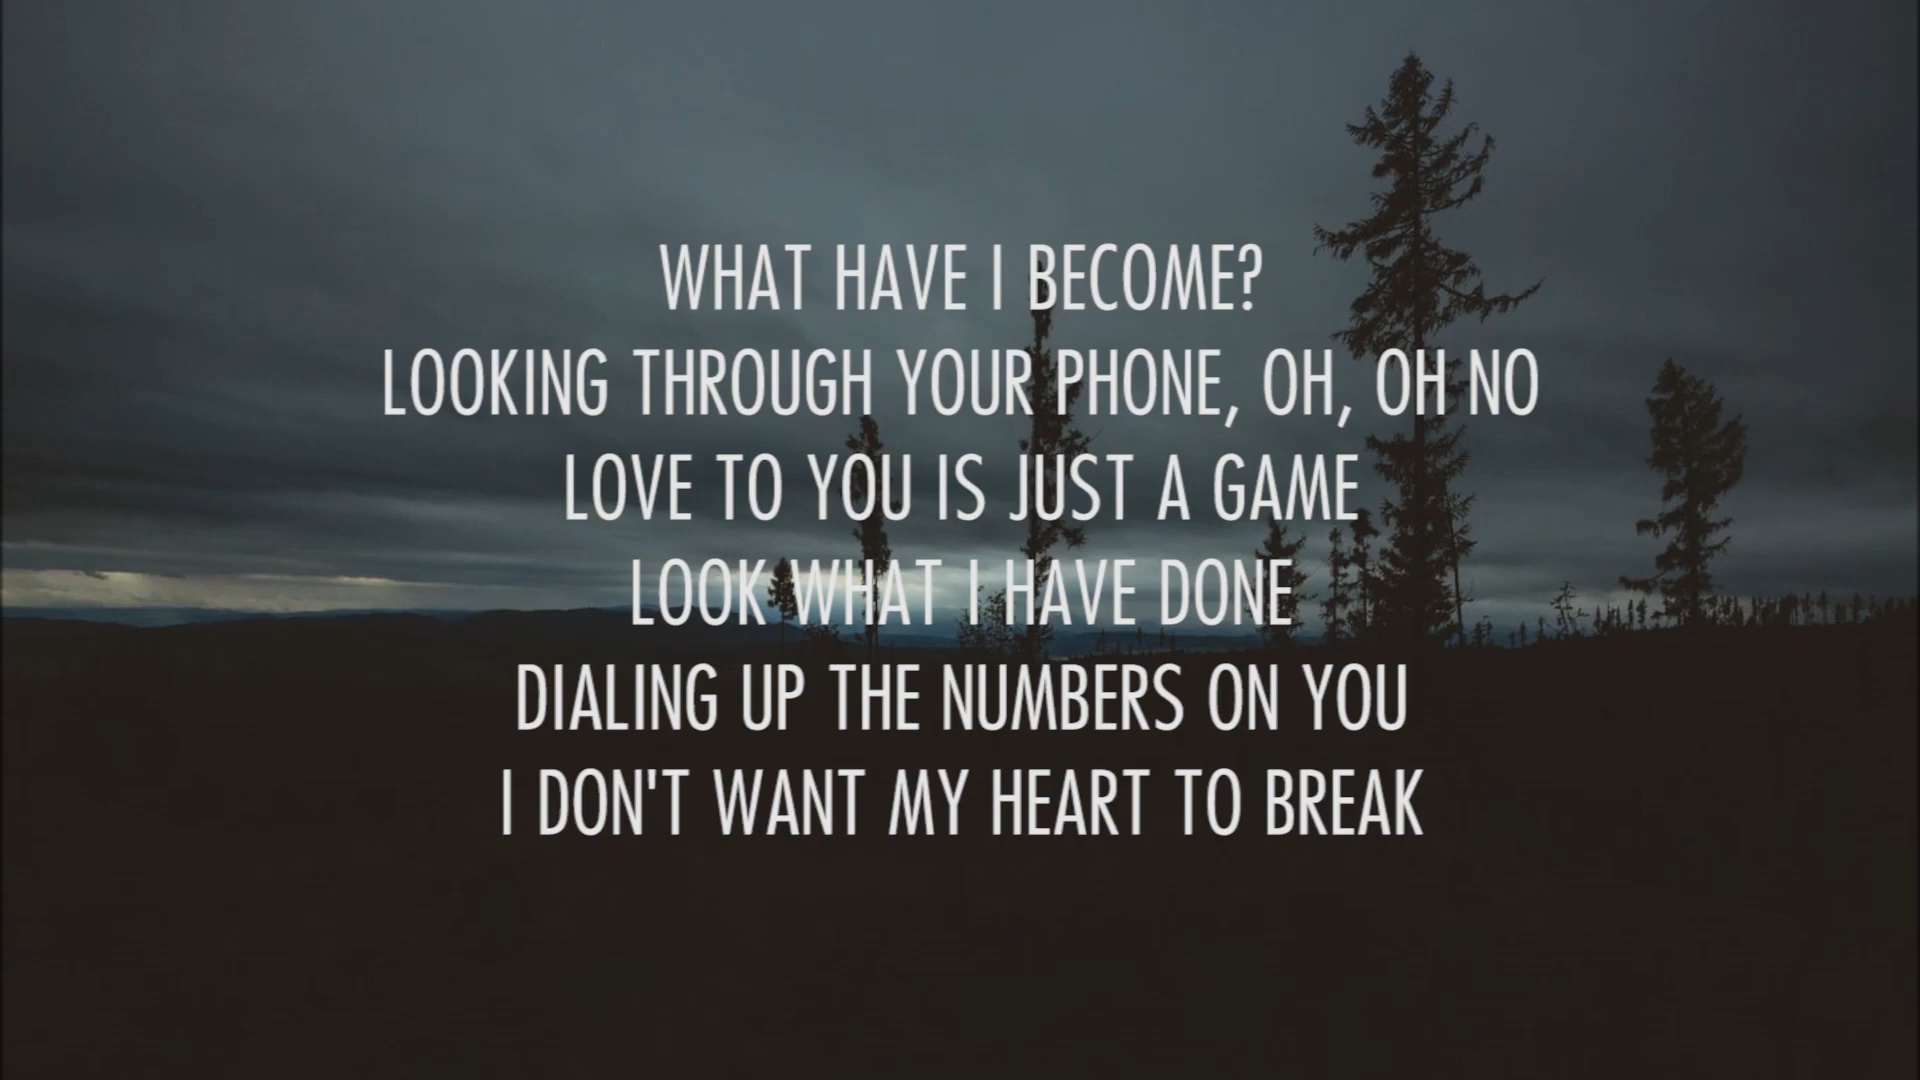 WHAT HAVE I BECOME?
LOOKING THROUGH YOUR PHONE, OH, OH NO
LOVE TO YOU IS JUST A GAME
LOOK WHAT I HAVE DONE
DIALING UP THE NUMBERS ON YOU
I DON'T WANT MY HEART TO BREAK